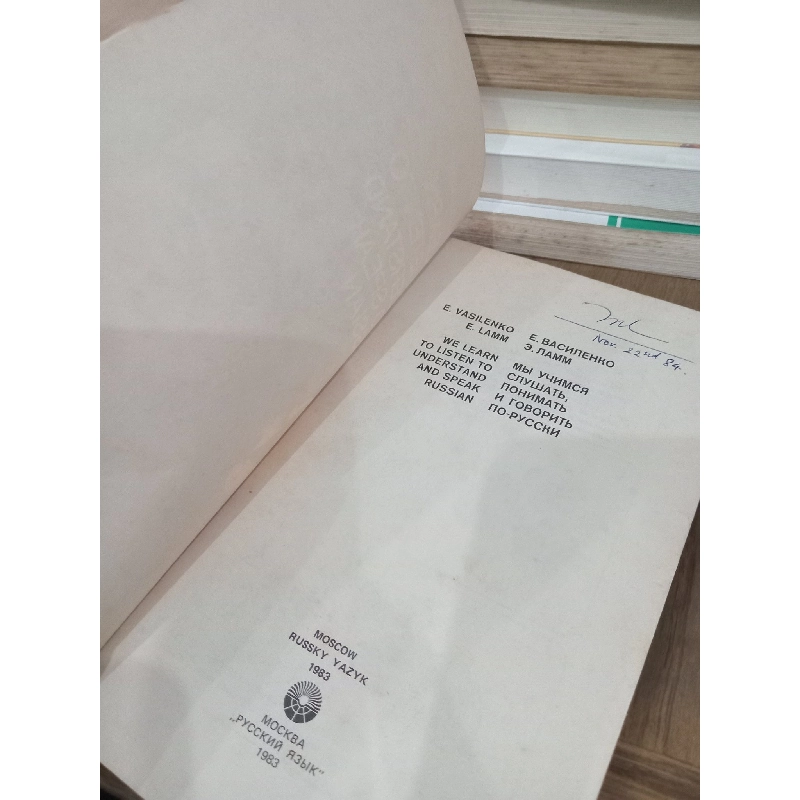 Nov. 22nd 84.
E. VASILENKO
E. LAMM
Е. ВАСИЛЕНКО
Э. ЛАММ
WE LEARN
TO LISTEN TO
UNDERSTAND
AND SPEAK
RUSSIAN
МЫ УЧИМСЯ
СЛУШАТЬ,
ПОНИМАТЬ
И ГОВОРИТЬ
ПО-РУССКИ
MOSCOW
RUSSKY YAZYK
1983
МОСКВА
„РУССКИЙ ЯЗЫК"
1983